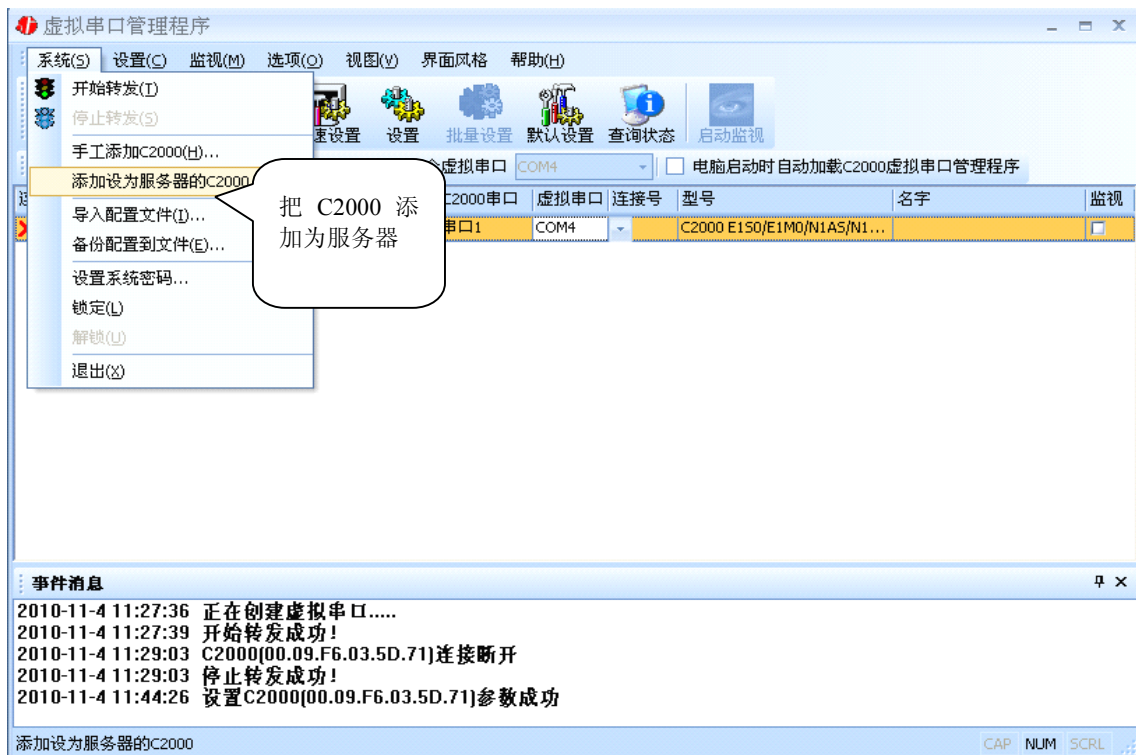 虚拟串口管理程序
系统(S) 设置(C) 监视(M) 选项(O) 视图(V) 界面风格 帮助(H)
开始转发(T)
停止转发(S)
手工添加C2000(H)...
添加设为服务器的C2000
导入配置文件(I)...
备份配置到文件(E)...
设置系统密码...
锁定(L)
解锁(U)
退出(X)
速设置 设置 批量设置 默认设置 查询状态 启动监视
虚拟串口 COM4 电脑启动时自动加载C2000虚拟串口管理程序
C2000串口 虚拟串口 连接号 型号 名字 监视
串口1 COM4 C2000 E1S0/E1M0/N1AS/N1...
把 C2000 添
加为服务器
事件消息
2010-11-4 11:27:36 正在创建虚拟串口.....
2010-11-4 11:27:39 开始转发成功!
2010-11-4 11:29:03 C2000(00.09.F6.03.5D.71)连接断开
2010-11-4 11:29:03 停止转发成功!
2010-11-4 11:44:26 设置C2000(00.09.F6.03.5D.71)参数成功
添加设为服务器的C2000 CAP NUM SCRL